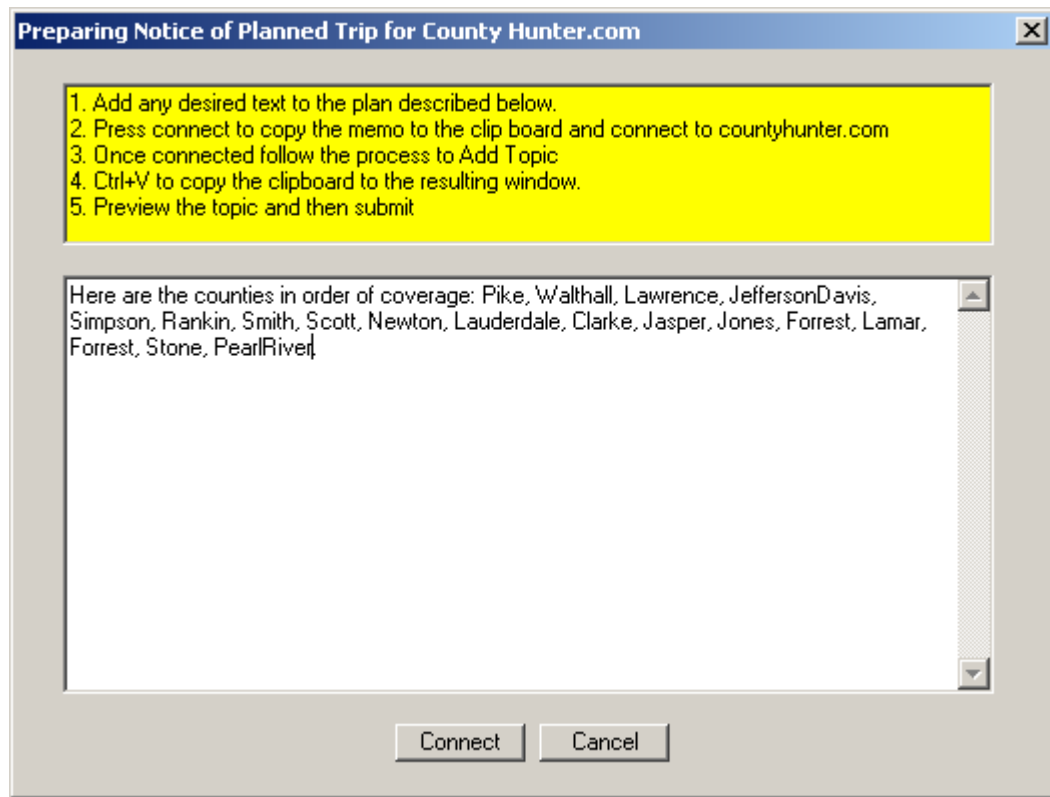 Preparing Notice of Planned Trip for County Hunter.com
1. Add any desired text to the plan described below.
2. Press connect to copy the memo to the clip board and connect to countyhunter.com
3. Once connected follow the process to Add Topic
4. Ctrl+V to copy the clipboard to the resulting window.
5. Preview the topic and then submit
Here are the counties in order of coverage: Pike, Walthall, Lawrence, JeffersonDavis,
Simpson, Rankin, Smith, Scott, Newton, Lauderdale, Clarke, Jasper, Jones, Forrest, Lamar,
Forrest, Stone, PearlRiver
Connect
Cancel